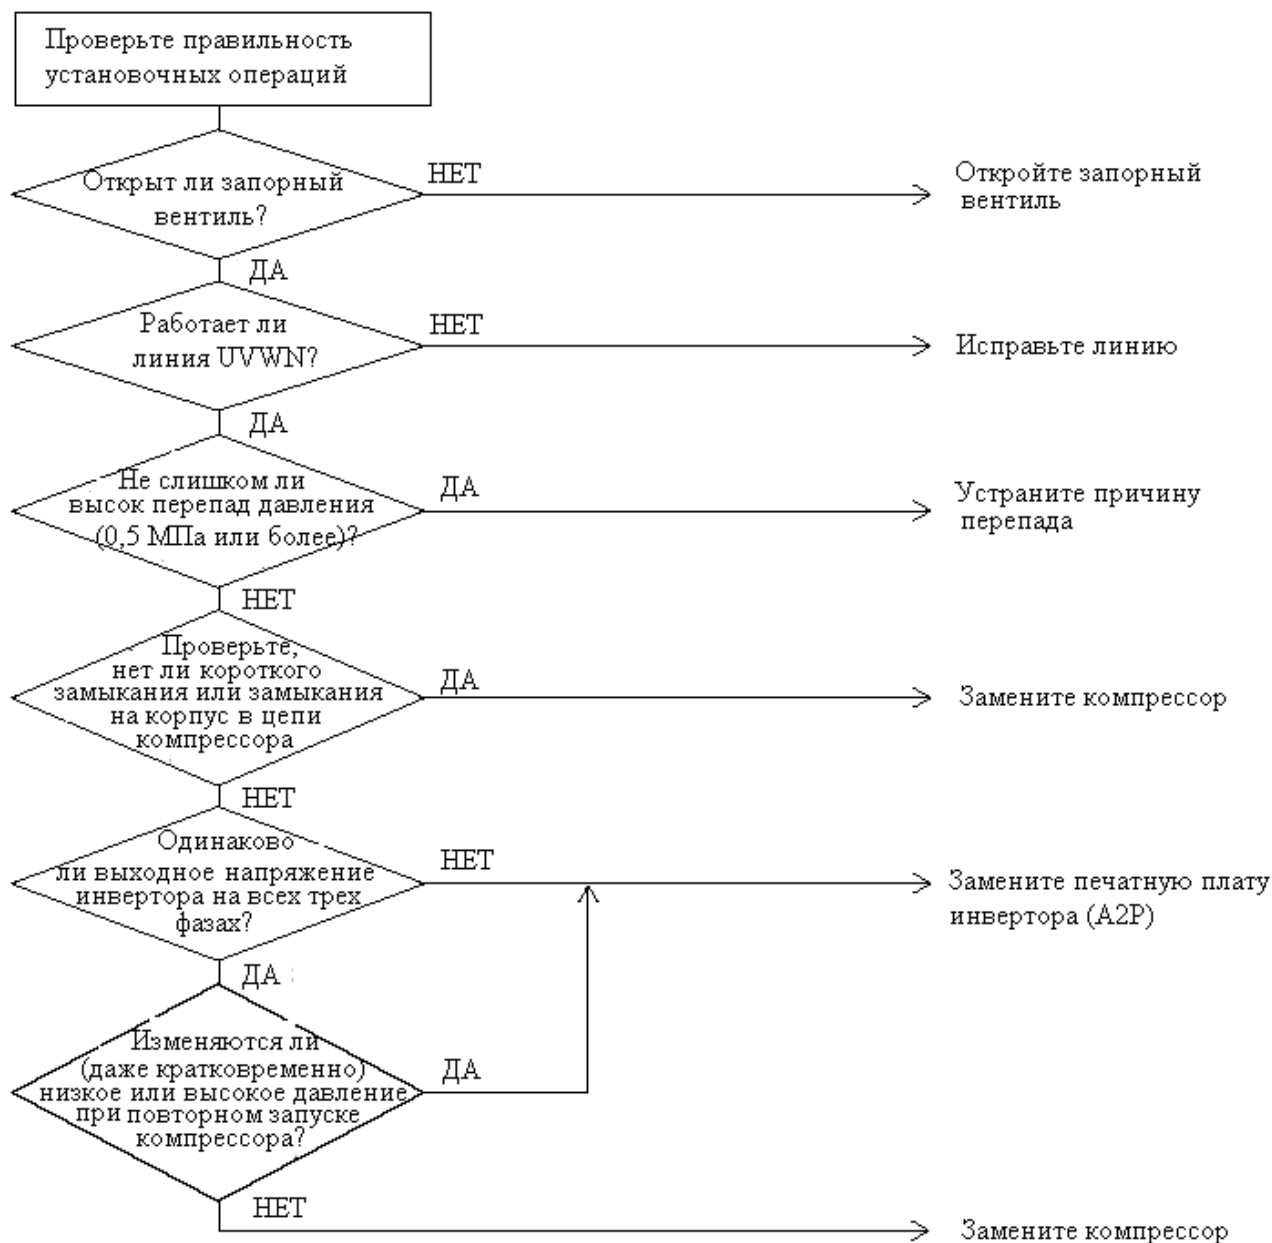 Проверьте правильность
установочных операций
Открыт ли запорный
вентиль?
НЕТ
Откройте запорный
вентиль
ДА
Работает ли
линия UVWN?
НЕТ
Исправьте линию
ДА
Не слишком ли
высок перепад давления
(0,5 МПа или более)?
ДА
Устраните причину
перепада
НЕТ
Проверьте,
нет ли короткого
замыкания или замыкания
на корпус в цепи
компрессора
ДА
Замените компрессор
НЕТ
Одинаково
ли выходное напряжение
инвертора на всех трех
фазах?
НЕТ
Замените печатную плату
инвертора (A2P)
ДА
Изменяются ли
(даже кратковременно)
низкое или высокое давление
при повторном запуске
компрессора?
ДА
НЕТ
Замените компрессор